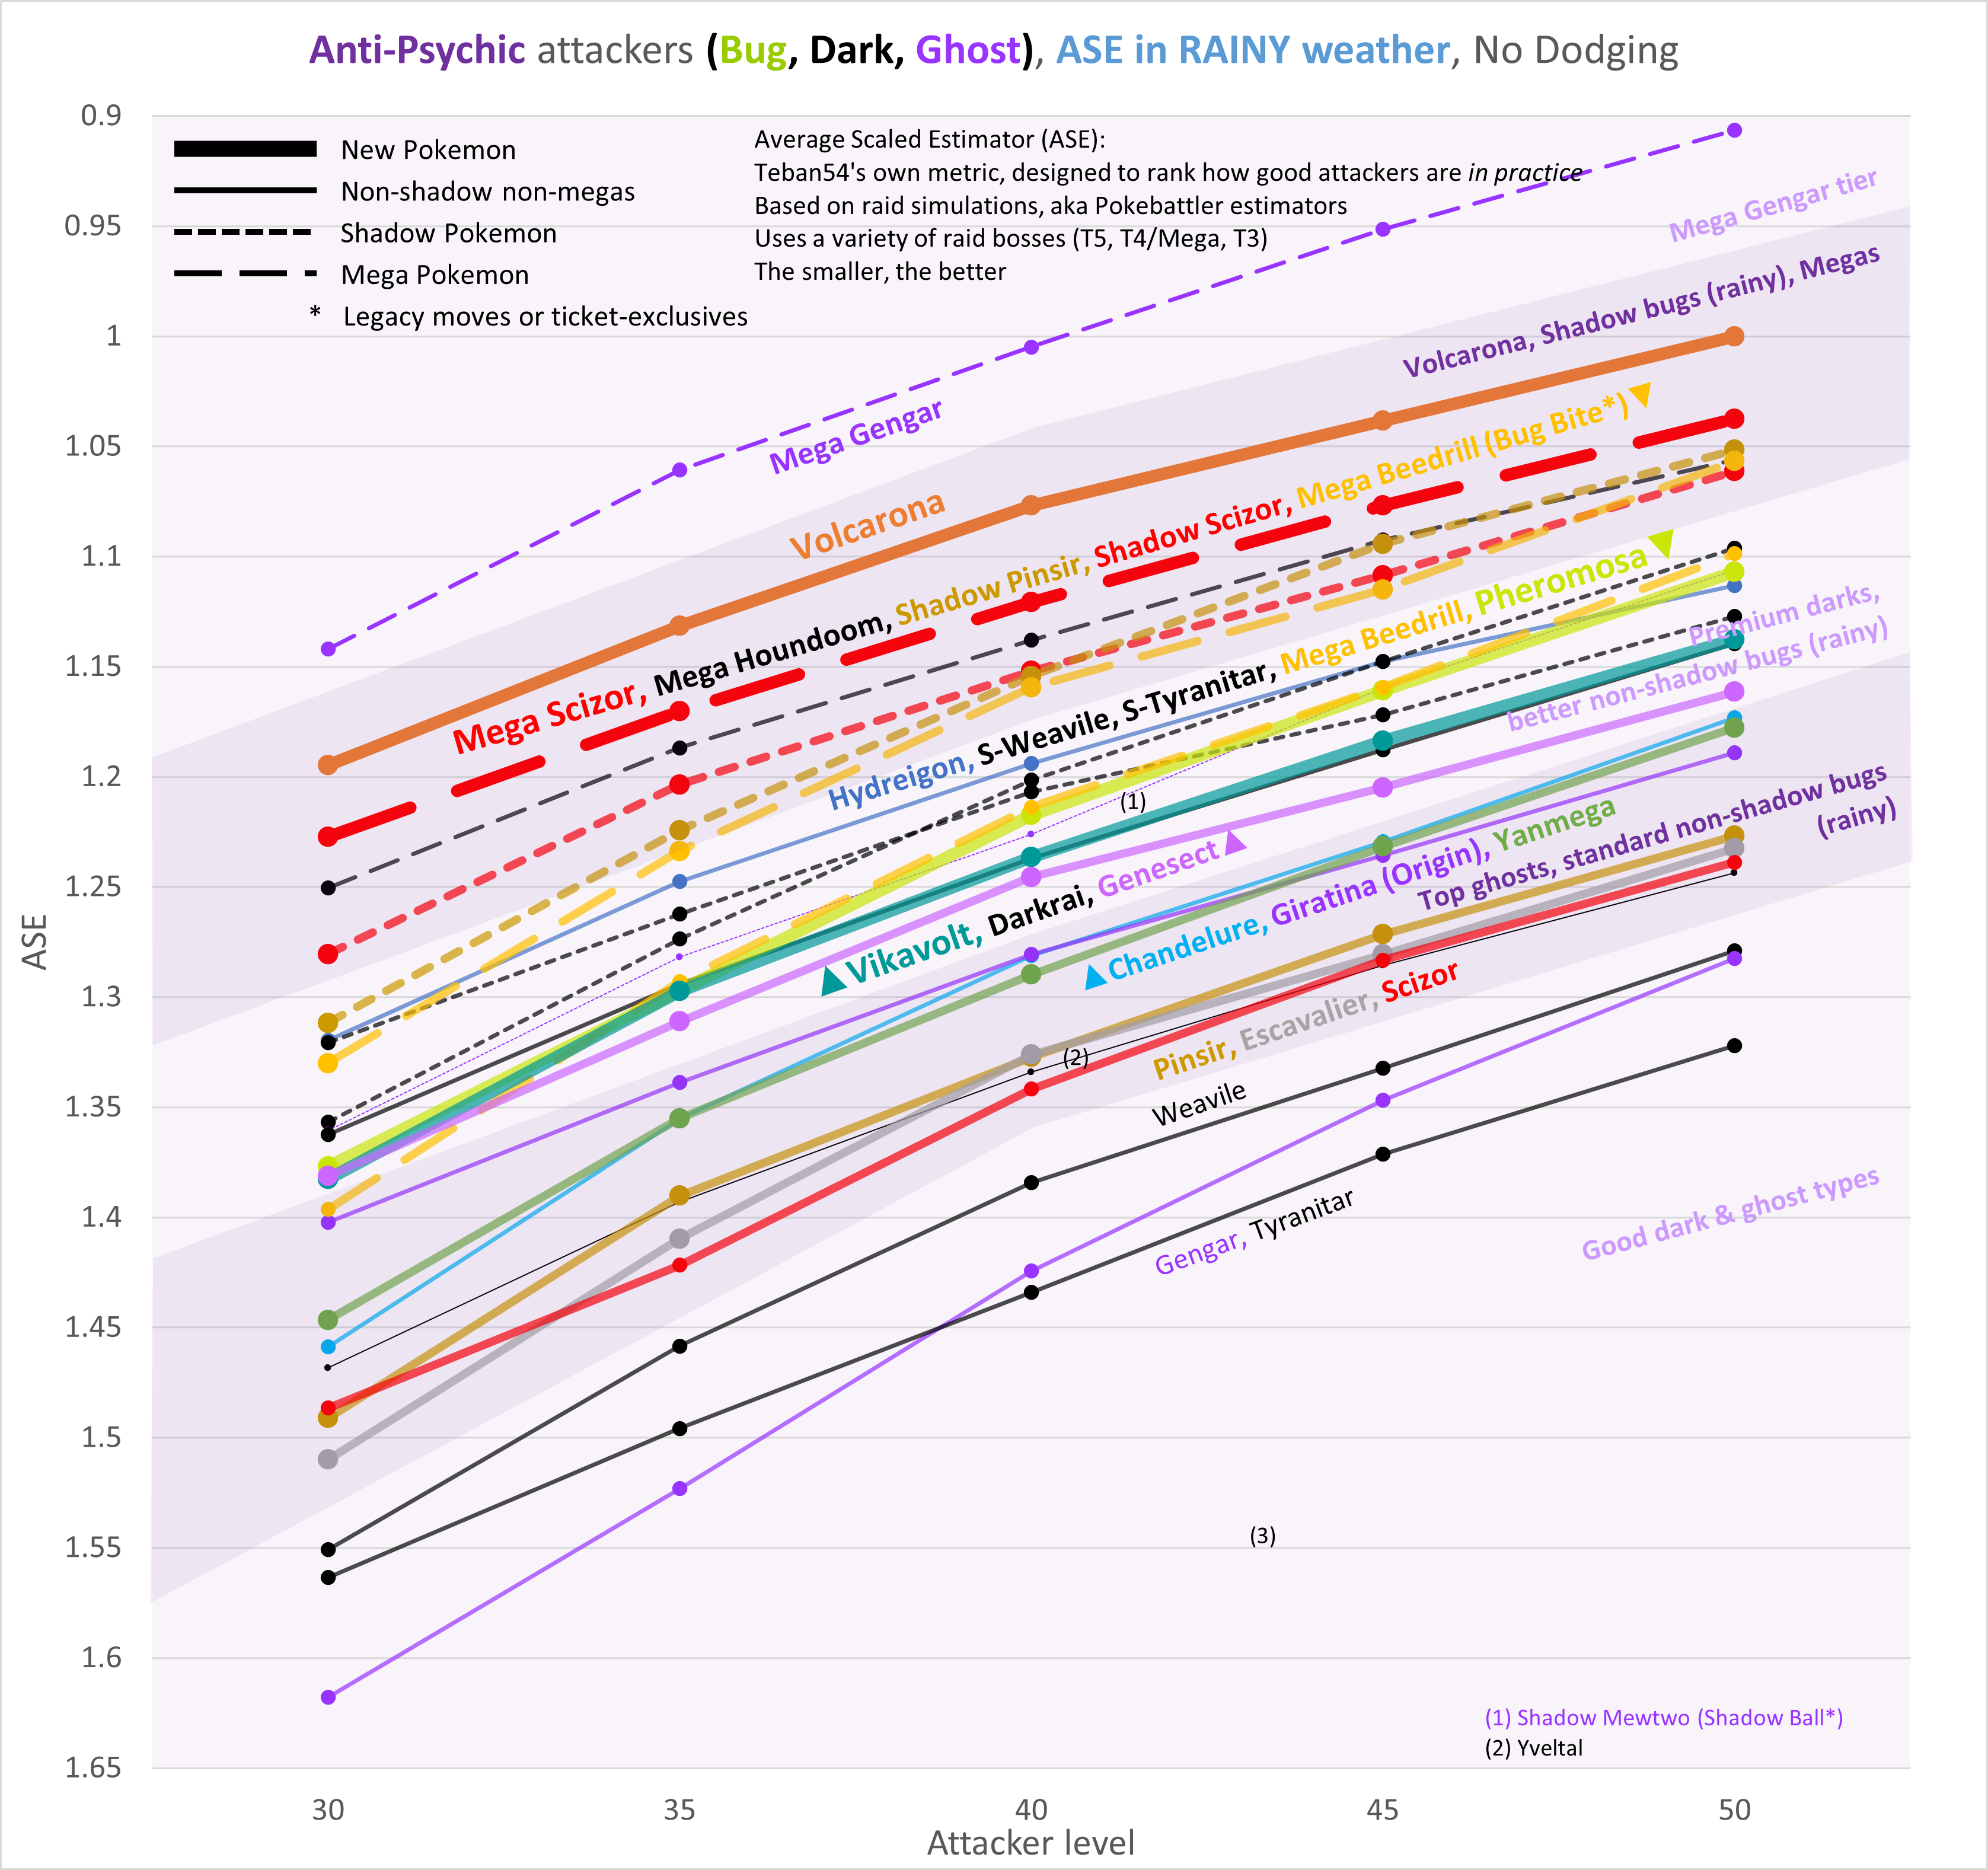 Anti-Psychic attackers (Bug, Dark, Ghost), ASE in RAINY weather, No Dodging
New Pokemon
Non-shadow non-megas
Shadow Pokemon
Mega Pokemon
* Legacy moves or ticket-exclusives
Average Scaled Estimator (ASE):
Teban54's own metric, designed to rank how good attackers are in practice
Based on raid simulations, aka Pokebattler estimators
Uses a variety of raid bosses (T5, T4/Mega, T3)
The smaller, the better
Mega Gengar tier
Volcarona, Shadow bugs (rainy), Megas
Mega Gengar
Volcarona
Mega Scizor, Mega Houndoom, Shadow Pinsir, Shadow Scizor, Mega Beedrill (Bug Bite*)
Hydreigon, S-Weavile, S-Tyranitar, Mega Beedrill, Pheromosa
Premium darks,
better non-shadow bugs (rainy)
(1)
Vikavolt, Darkrai, Genesect
Chandelure, Giratina (Origin), Yanmega
Top ghosts, standard non-shadow bugs
(rainy)
(2)
Pinsir, Escavalier, Scizor
Weavile
Gengar, Tyranitar
Good dark & ghost types
(3)
(1) Shadow Mewtwo (Shadow Ball*)
(2) Yveltal
ASE
0.9
0.95
1
1.05
1.1
1.15
1.2
1.25
1.3
1.35
1.4
1.45
1.5
1.55
1.6
1.65
30 35 40 45 50
Attacker level